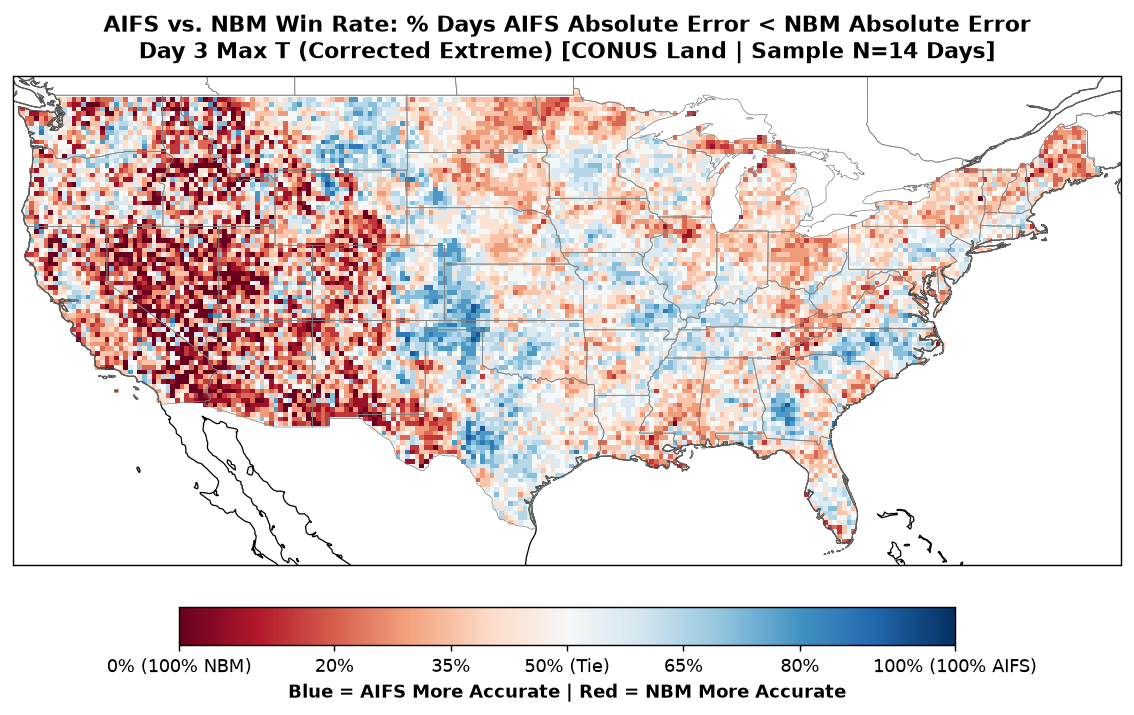 AIFS vs. NBM Win Rate: % Days AIFS Absolute Error < NBM Absolute Error
Day 3 Max T (Corrected Extreme) [CONUS Land | Sample N=14 Days]
0% (100% NBM) 20% 35% 50% (Tie) 65% 80% 100% (100% AIFS)
Blue = AIFS More Accurate | Red = NBM More Accurate